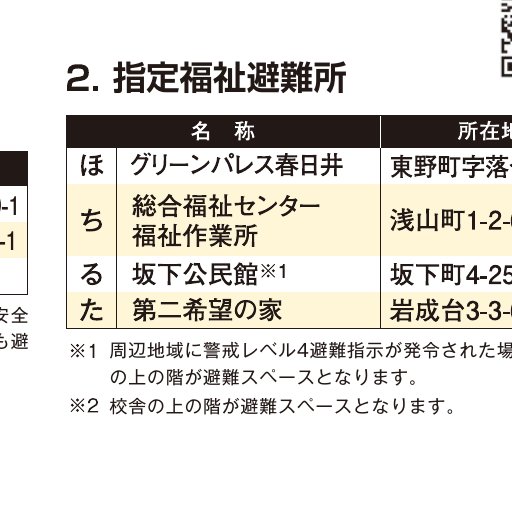 2. 指定福祉避難所
名 称 所在地
ほ グリーンパレス春日井 東野町字落
ち 総合福祉センター
福祉作業所 浅山町1-2-
る 坂下公民館※1 坂下町4-25
た 第二希望の家 岩成台3-3-
-1
-1
安全
も避
※1 周辺地域に警戒レベル4避難指示が発令された場
の上の階が避難スペースとなります。
※2 校舎の上の階が避難スペースとなります。